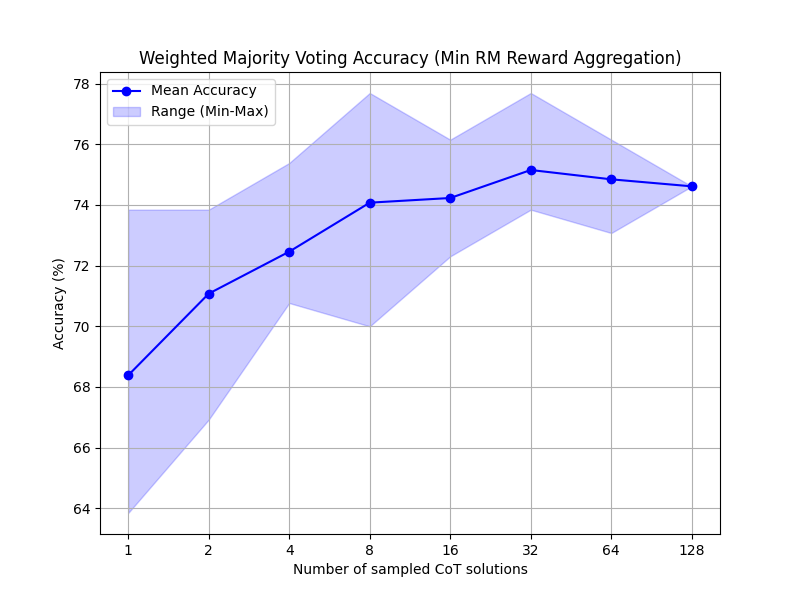 Weighted Majority Voting Accuracy (Min RM Reward Aggregation)
Mean Accuracy
Range (Min-Max)
Accuracy (%)
78
76
74
72
70
68
66
64
1 2 4 8 16 32 64 128
Number of sampled CoT solutions